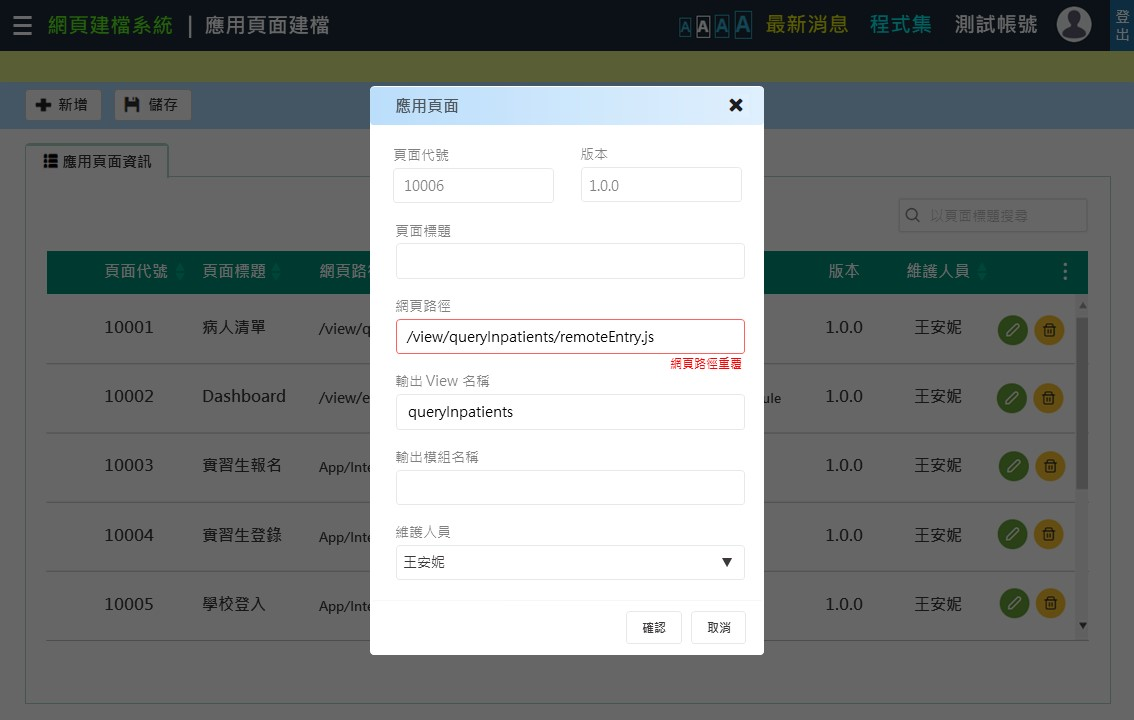 網頁建檔系統 | 應用頁面建檔
A A A A 最新消息 程式集 測試帳號 登出
新增 儲存
應用頁面資訊
以頁面標題搜尋
頁面代號 頁面標題 網頁路 版本 維護人員
10001 病人清單 /view/q 1.0.0 王安妮
10002 Dashboard /view/e ule 1.0.0 王安妮
10003 實習生報名 App/Inte 1.0.0 王安妮
10004 實習生登錄 App/Inte 1.0.0 王安妮
10005 學校登入 App/Inte 1.0.0 王安妮
應用頁面
頁面代號 版本
10006 1.0.0
頁面標題
網頁路徑
/view/queryInpatients/remoteEntry.js
網頁路徑重覆
輸出 View 名稱
queryInpatients
輸出模組名稱
維護人員
王安妮
確認 取消